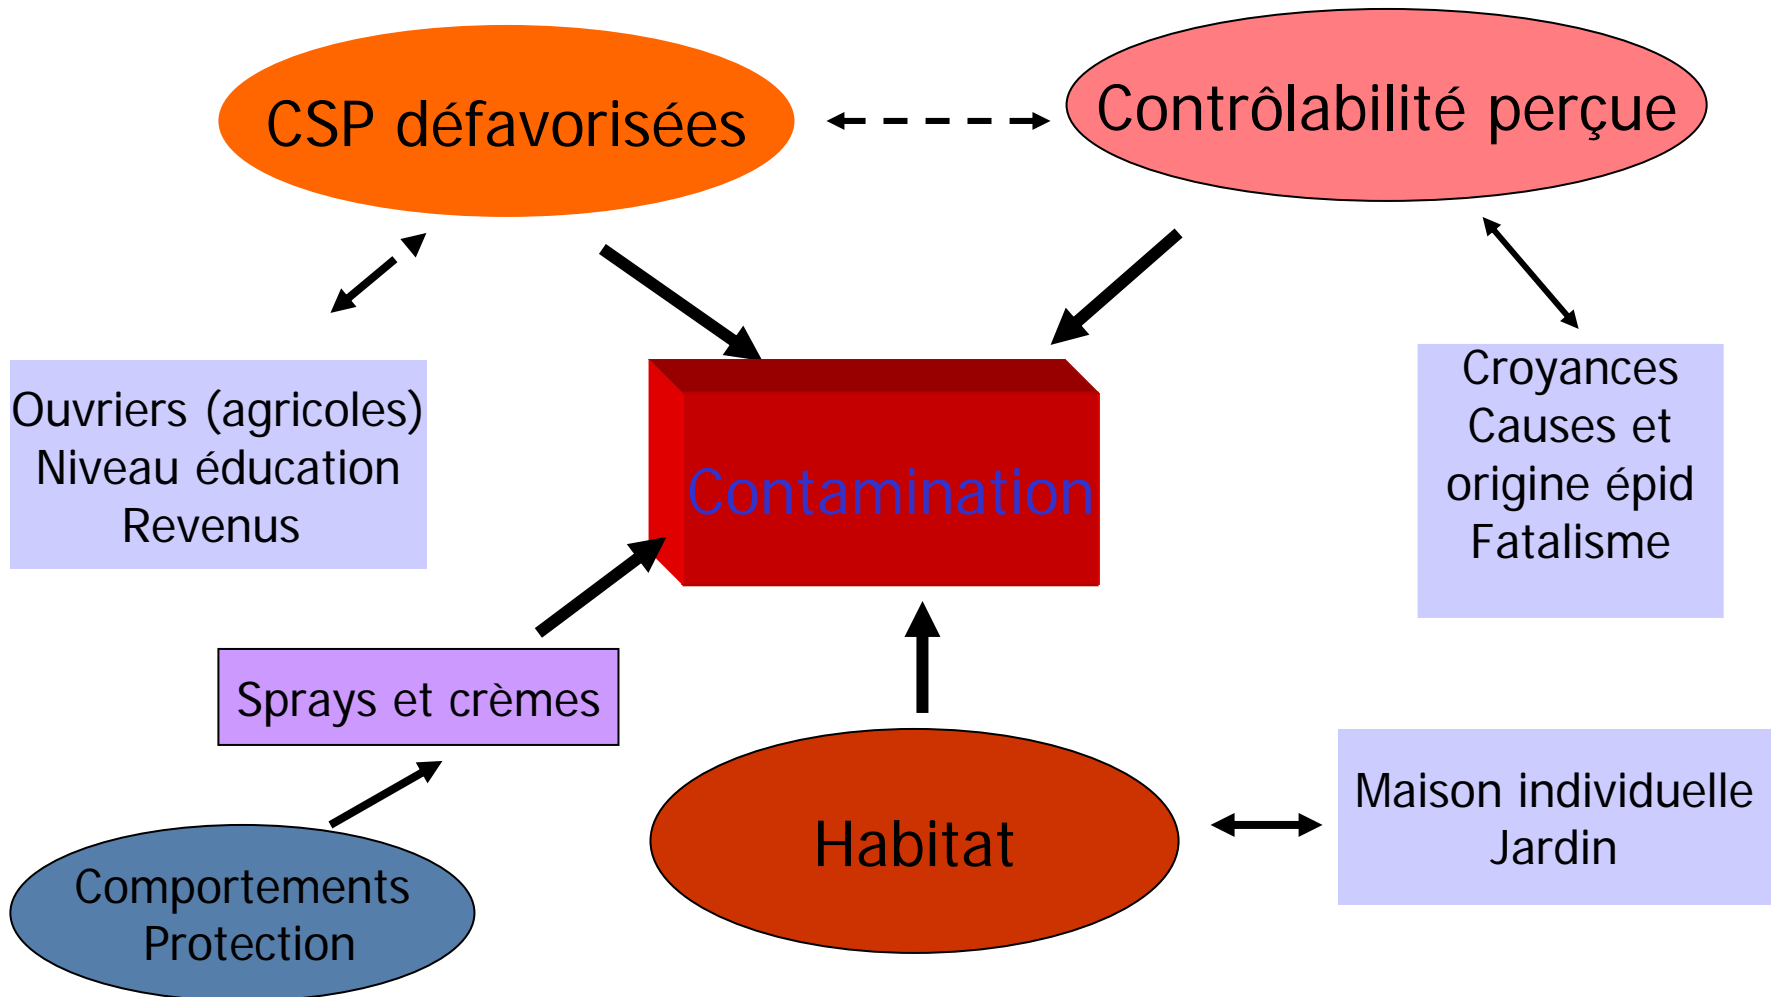 CSP défavorisées
Contrôlabilité perçue
Ouvriers (agricoles)
Niveau éducation
Revenus
Contamination
Croyances
Causes et
origine épid
Fatalisme
Sprays et crèmes
Comportements
Protection
Habitat
Maison individuelle
Jardin